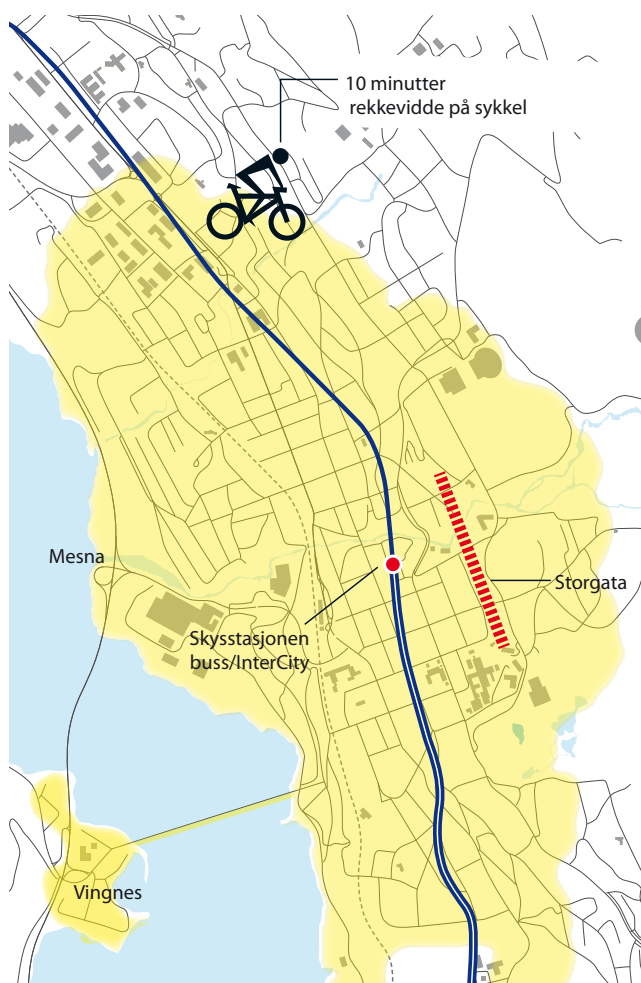 10 minutter
rekkevidde på sykkel
Mesna
Storgata
Skysstasjonen
buss/InterCity
Vingnes